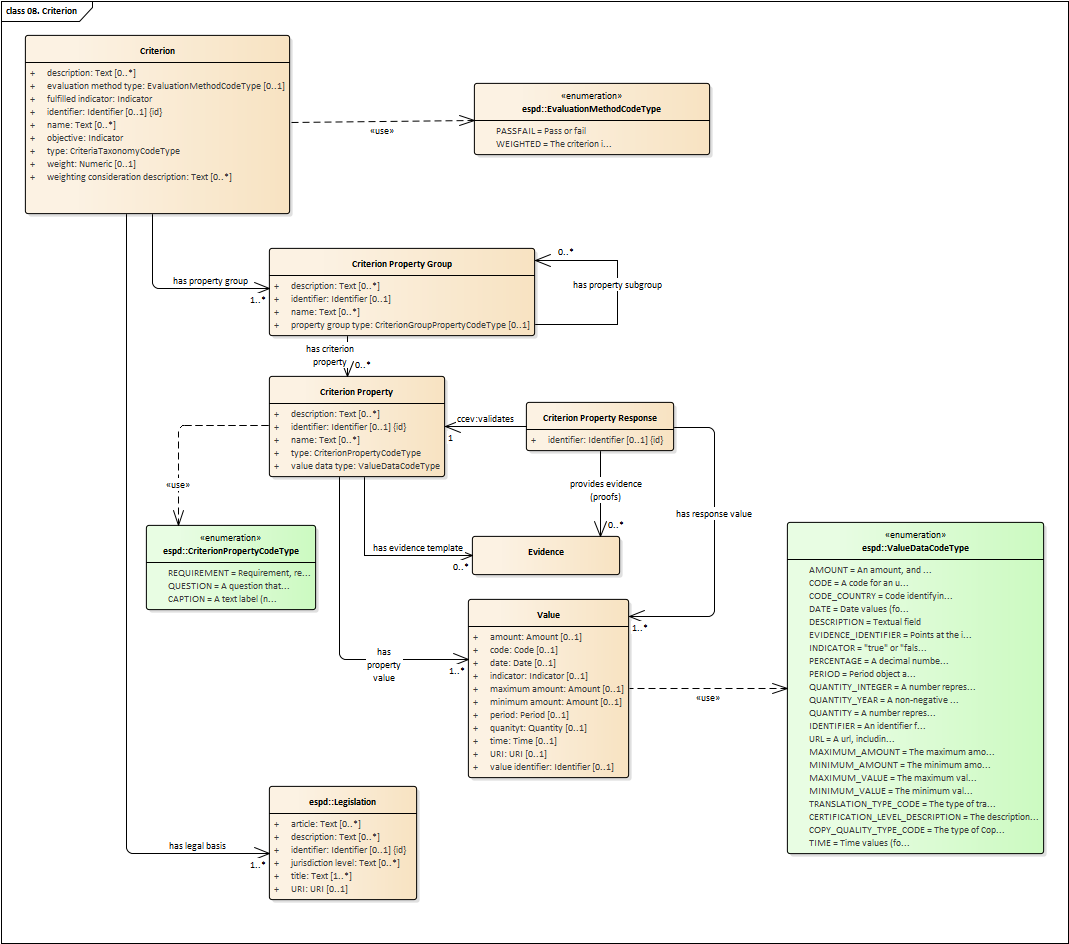 class 08. Criterion
Criterion
+ description: Text [0..*]
+ evaluation method type: EvaluationMethodCodeType [0..1]
+ fulfilled indicator: Indicator
+ identifier: Identifier [0..1] {id}
+ name: Text [0..*]
+ objective: Indicator
+ type: CriteriaTaxonomyCodeType
+ weight: Numeric [0..1]
+ weighting consideration description: Text [0..*]
«use»
«enumeration»
espd::EvaluationMethodCodeType
PASSFAIL = Pass or fail
WEIGHTED = The criterion i...
has property group
1..*
Criterion Property Group
+ description: Text [0..*]
+ identifier: Identifier [0..1]
+ name: Text [0..*]
+ property group type: CriterionGroupPropertyCodeType [0..1]
0..*
has property subgroup
has criterion
property
0..*
Criterion Property
+ description: Text [0..*]
+ identifier: Identifier [0..1] {id}
+ name: Text [0..*]
+ type: CriterionPropertyCodeType
+ value data type: ValueDataCodeType
ccev:validates
1
Criterion Property Response
+ identifier: Identifier [0..1] {id}
«use»
provides evidence
(proofs)
0..*
has response value
1..*
«enumeration»
espd::CriterionPropertyCodeType
REQUIREMENT = Requirement, re...
QUESTION = A question that...
CAPTION = A text label (n...
has evidence template
0..*
Evidence
has
property
value
1..*
Value
+ amount: Amount [0..1]
+ code: Code [0..1]
+ date: Date [0..1]
+ indicator: Indicator [0..1]
+ maximum amount: Amount [0..1]
+ minimum amount: Amount [0..1]
+ period: Period [0..1]
+ quanityt: Quantity [0..1]
+ time: Time [0..1]
+ URI: URI [0..1]
+ value identifier: Identifier [0..1]
«use»
«enumeration»
espd::ValueDataCodeType
AMOUNT = An amount, and ...
CODE = A code for an u...
CODE_COUNTRY = Code identifyin...
DATE = Date values (fo...
DESCRIPTION = Textual field
EVIDENCE_IDENTIFIER = Points at the i...
INDICATOR = "true" or "fals...
PERCENTAGE = A decimal numbe...
PERIOD = Period object a...
QUANTITY_INTEGER = A number repres...
QUANTITY_YEAR = A non-negative ...
QUANTITY = A number repres...
IDENTIFIER = An identifier f...
URL = A url, includin...
MAXIMUM_AMOUNT = The maximum amo...
MINIMUM_AMOUNT = The minimum amo...
MAXIMUM_VALUE = The maximum val...
MINIMUM_VALUE = The minimum val...
TRANSLATION_TYPE_CODE = The type of tra...
CERTIFICATION_LEVEL_DESCRIPTION = The description...
COPY_QUALITY_TYPE_CODE = The type of Cop...
TIME = Time values (fo...
has legal basis
1..*
espd::Legislation
+ article: Text [0..*]
+ description: Text [0..*]
+ identifier: Identifier [0..1] {id}
+ jurisdiction level: Text [0..*]
+ title: Text [1..*]
+ URI: URI [0..1]